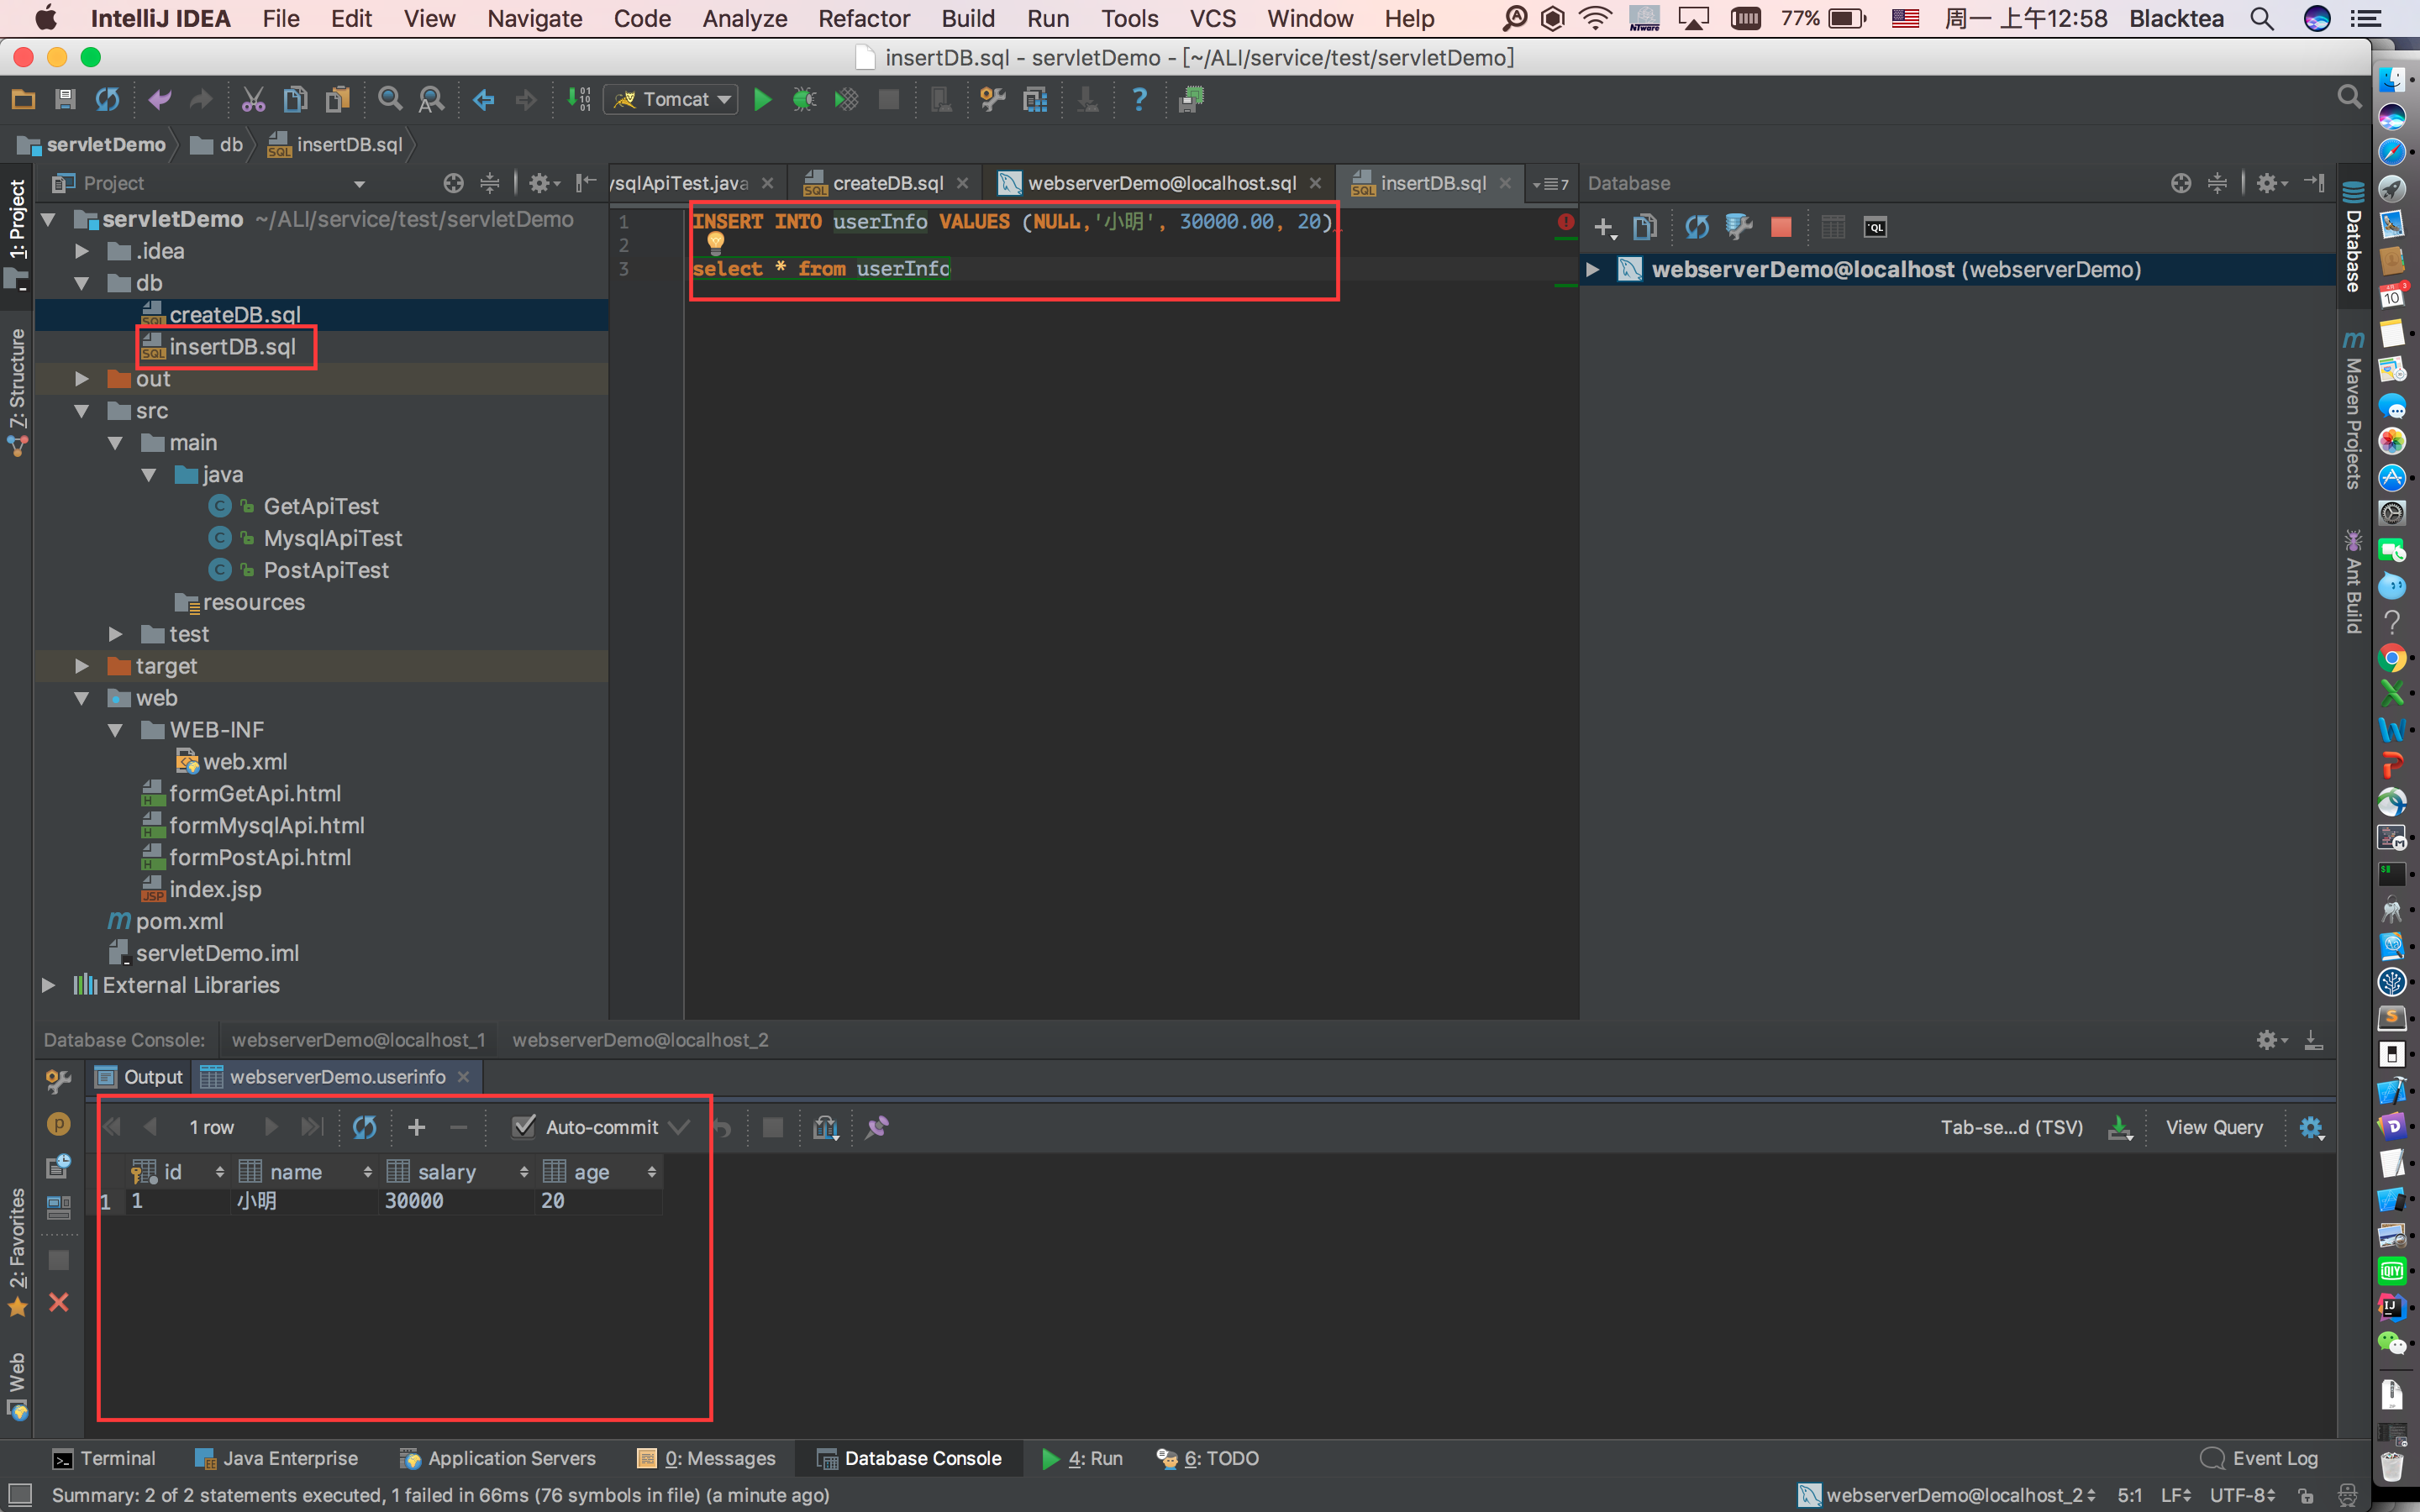 IntelliJ IDEA File Edit View Navigate Code Analyze Refactor Build Run Tools VCS Window Help 77% 周一 上午12:58 Blacktea
insertDB.sql - servletDemo - [~/ALI/service/test/servletDemo]
Tomcat
servletDemo db insertDB.sql
Project
ysqlApiTest.java createDB.sql webserverDemo@localhost.sql insertDB.sql 7
Database
1: Project
Z: Structure
2: Favorites
Web
servletDemo ~/ALI/service/test/servletDemo
.idea
db
createDB.sql
insertDB.sql
out
src
main
java
GetApiTest
MysqlApiTest
PostApiTest
resources
test
target
web
WEB-INF
web.xml
formGetApi.html
formMysqlApi.html
formPostApi.html
index.jsp
pom.xml
servletDemo.iml
External Libraries
1 INSERT INTO userInfo VALUES (NULL,'小明', 30000.00, 20)
2
3 select * from userInfo
webserverDemo@localhost (webserverDemo)
Database
Maven Projects
Ant Build
Database Console: webserverDemo@localhost_1 webserverDemo@localhost_2
Output webserverDemo.userinfo
1 row Auto-commit Tab-se...d (TSV) View Query
id name salary age
1 1 小明 30000 20
Terminal Java Enterprise Application Servers 0: Messages Database Console 4: Run 6: TODO Event Log
Summary: 2 of 2 statements executed, 1 failed in 66ms (76 symbols in file) (a minute ago) webserverDemo@localhost_2 5:1 LF UTF-8